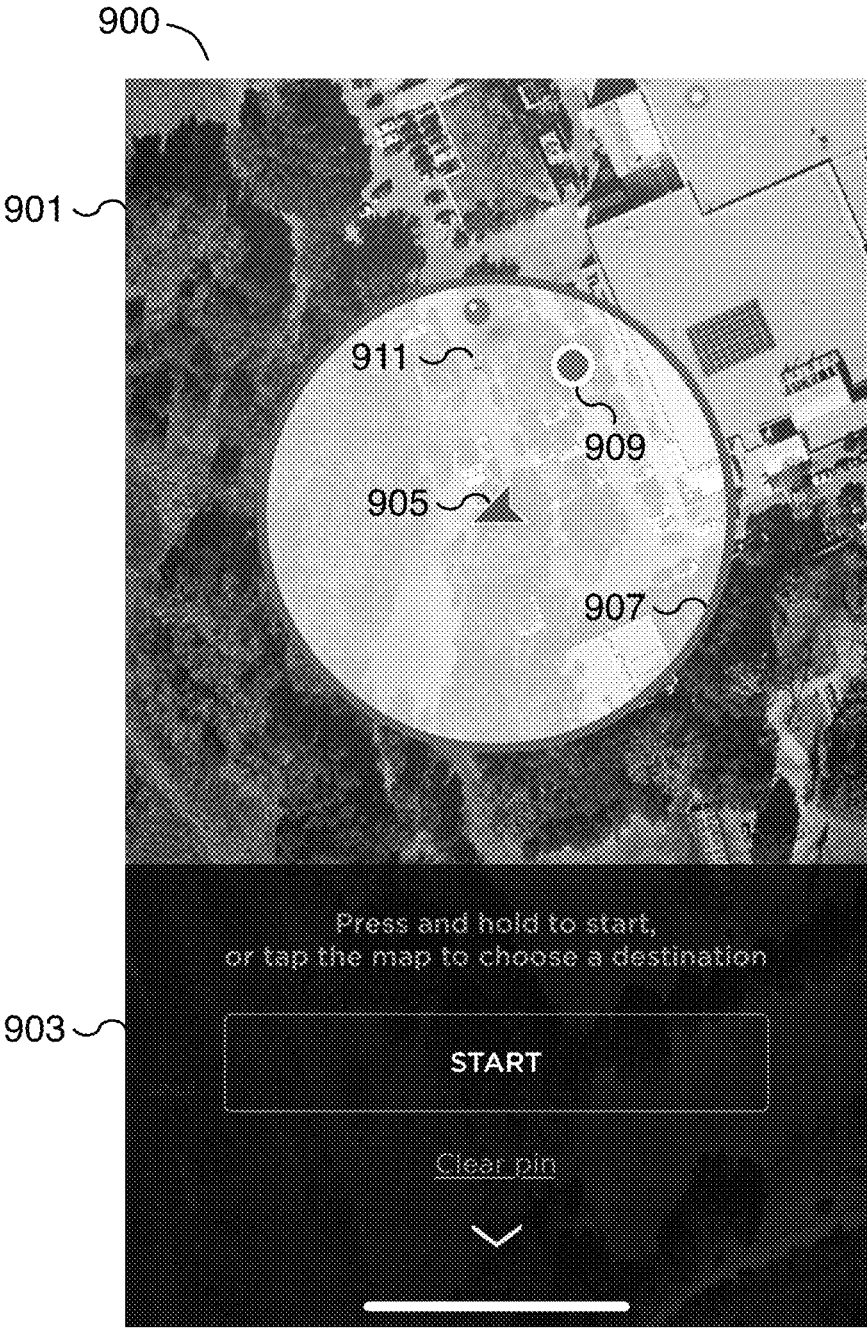 900
901
911
909
905
907
Press and hold to start,
or tap the map to choose a destination
903
START
Clear pin